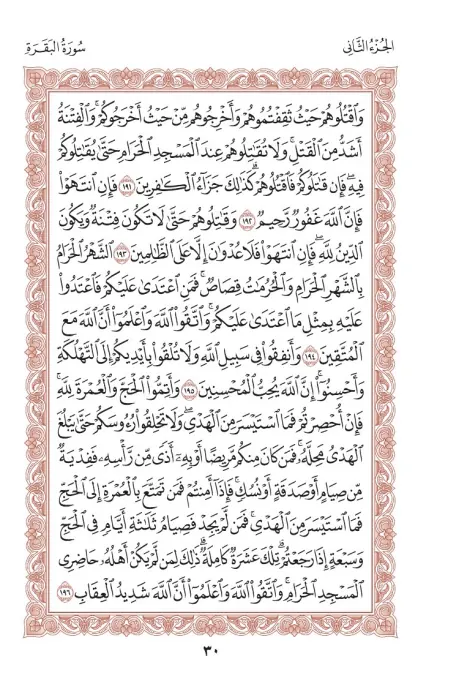 الجزء الثاني
سورة البقرة
وَاقْتُلُوهُمْ حَيْثُ ثَقِفْتُمُوهُمْ وَأَخْرِجُوهُم مِّنْ حَيْثُ أَخْرَجُوكُمْ ۚ وَالْفِتْنَةُ
أَشَدُّ مِنَ الْقَتْلِ ۚ وَلَا تُقَاتِلُوهُمْ عِندَ الْمَسْجِدِ الْحَرَامِ حَتَّىٰ يُقَاتِلُوكُمْ
فِيهِ ۖ فَإِن قَاتَلُوكُمْ فَاقْتُلُوهُمْ ۗ كَذَٰلِكَ جَزَاءُ الْكَافِرِينَ ١٩١ فَإِنِ انتَهَوْا
فَإِنَّ اللَّهَ غَفُورٌ رَّحِيمٌ ١٩٢ وَقَاتِلُوهُمْ حَتَّىٰ لَا تَكُونَ فِتْنَةٌ وَيَكُونَ
الدِّينُ لِلَّهِ ۖ فَإِنِ انتَهَوْا فَلَا عُدْوَانَ إِلَّا عَلَى الظَّالِمِينَ ١٩٣ الشَّهْرُ الْحَرَامُ
بِالشَّهْرِ الْحَرَامِ وَالْحُرُمَاتُ قِصَاصٌ ۚ فَمَنِ اعْتَدَىٰ عَلَيْكُمْ فَاعْتَدُوا
عَلَيْهِ بِمِثْلِ مَا اعْتَدَىٰ عَلَيْكُمْ ۚ وَاتَّقُوا اللَّهَ وَاعْلَمُوا أَنَّ اللَّهَ مَعَ
الْمُتَّقِينَ ١٩٤ وَأَنفِقُوا فِي سَبِيلِ اللَّهِ وَلَا تُلْقُوا بِأَيْدِيكُمْ إِلَى التَّهْلُكَةِ ۛ
وَأَحْسِنُوا ۛ إِنَّ اللَّهَ يُحِبُّ الْمُحْسِنِينَ ١٩٥ وَأَتِمُّوا الْحَجَّ وَالْعُمْرَةَ لِلَّهِ ۚ
فَإِنْ أُحْصِرْتُمْ فَمَا اسْتَيْسَرَ مِنَ الْهَدْيِ ۖ وَلَا تَحْلِقُوا رُءُوسَكُمْ حَتَّىٰ يَبْلُغَ
الْهَدْيُ مَحِلَّهُ ۚ فَمَن كَانَ مِنكُم مَّرِيضًا أَوْ بِهِ أَذًى مِّن رَّأْسِهِ فَفِدْيَةٌ
مِّن صِيَامٍ أَوْ صَدَقَةٍ أَوْ نُسُكٍ ۚ فَإِذَا أَمِنتُمْ فَمَن تَمَتَّعَ بِالْعُمْرَةِ إِلَى الْحَجِّ
فَمَا اسْتَيْسَرَ مِنَ الْهَدْيِ ۚ فَمَن لَّمْ يَجِدْ فَصِيَامُ ثَلَاثَةِ أَيَّامٍ فِي الْحَجِّ
وَسَبْعَةٍ إِذَا رَجَعْتُمْ ۗ تِلْكَ عَشَرَةٌ كَامِلَةٌ ۗ ذَٰلِكَ لِمَن لَّمْ يَكُنْ أَهْلُهُ حَاضِرِي
الْمَسْجِدِ الْحَرَامِ ۚ وَاتَّقُوا اللَّهَ وَاعْلَمُوا أَنَّ اللَّهَ شَدِيدُ الْعِقَابِ ١٩٦
٣٠